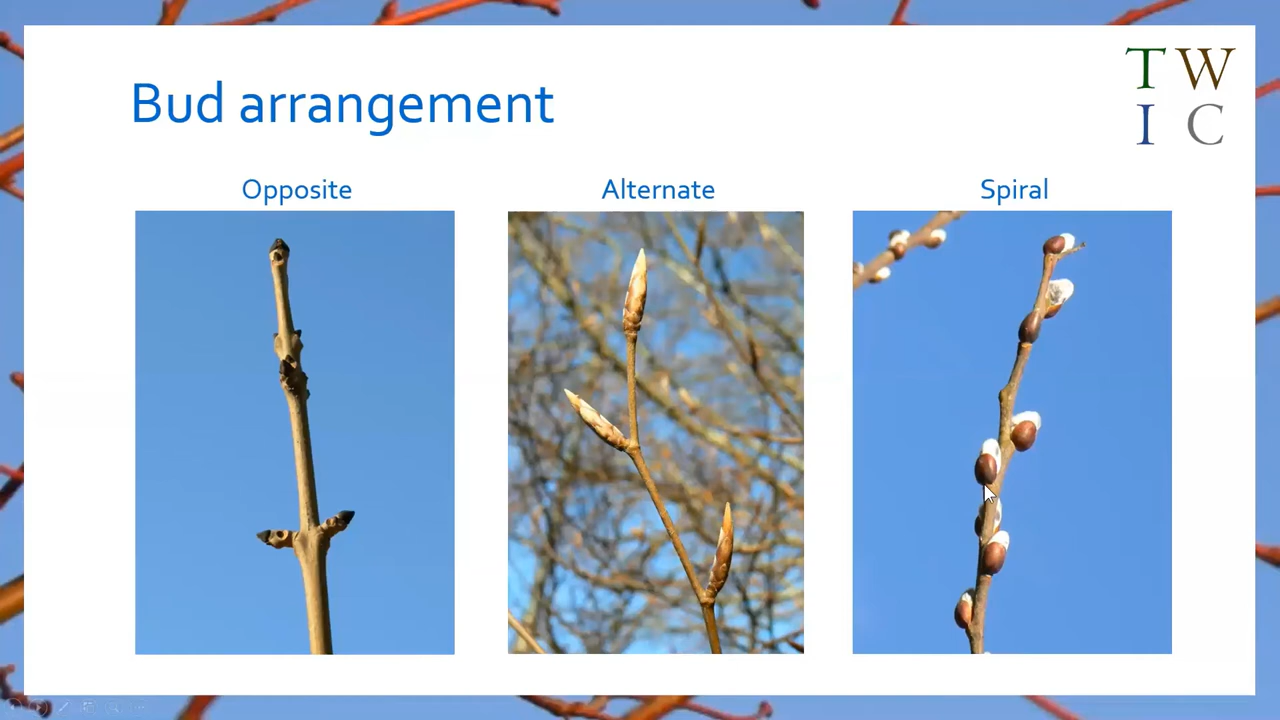 Bud arrangement
T W
I C
Opposite
Alternate
Spiral